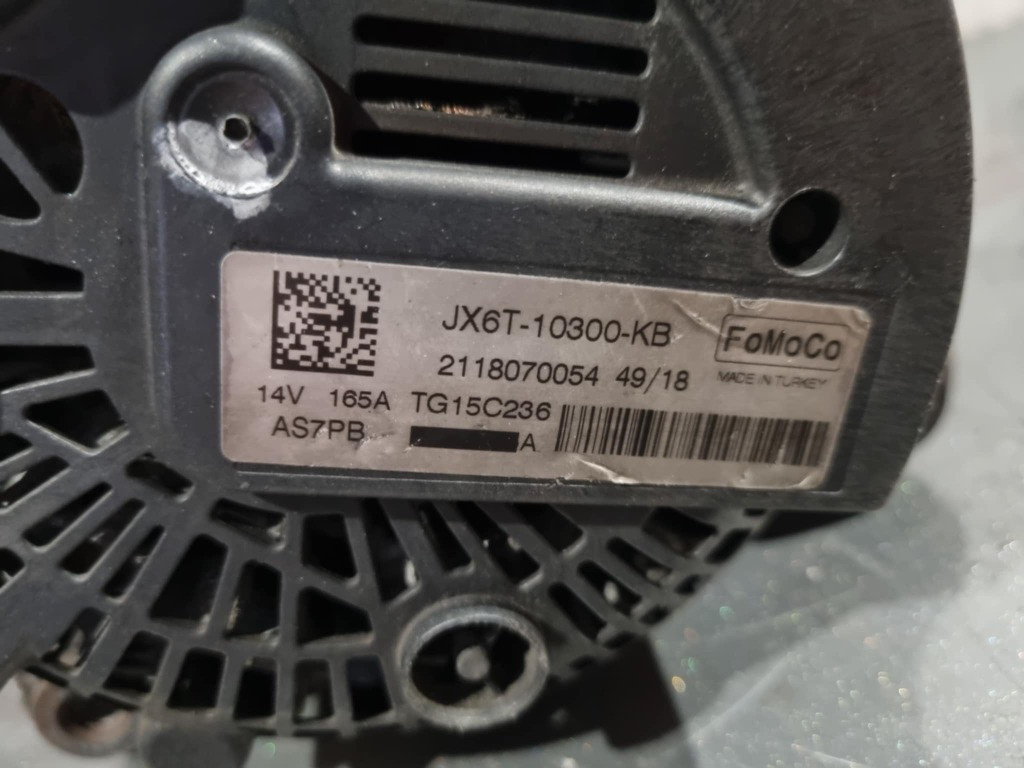 JX6T-10300-KB
FoMoCo
2118070054 49/18
MADE IN TURKEY
14V 165A TG15C236
AS7PB A